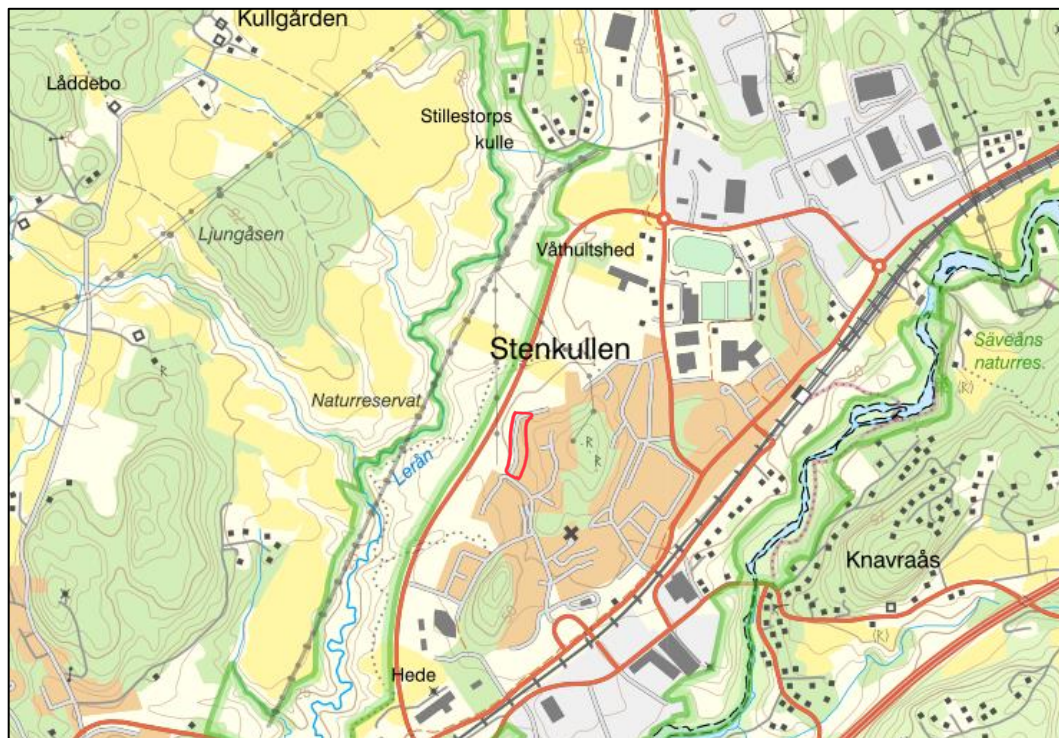 Kullgården
Låddebo
Stillestorps
kulle
Ljungåsen
Våthultshed
Stenkullen
Säveåns
naturres.
Naturreservat
Lerån
Knavraås
Hede